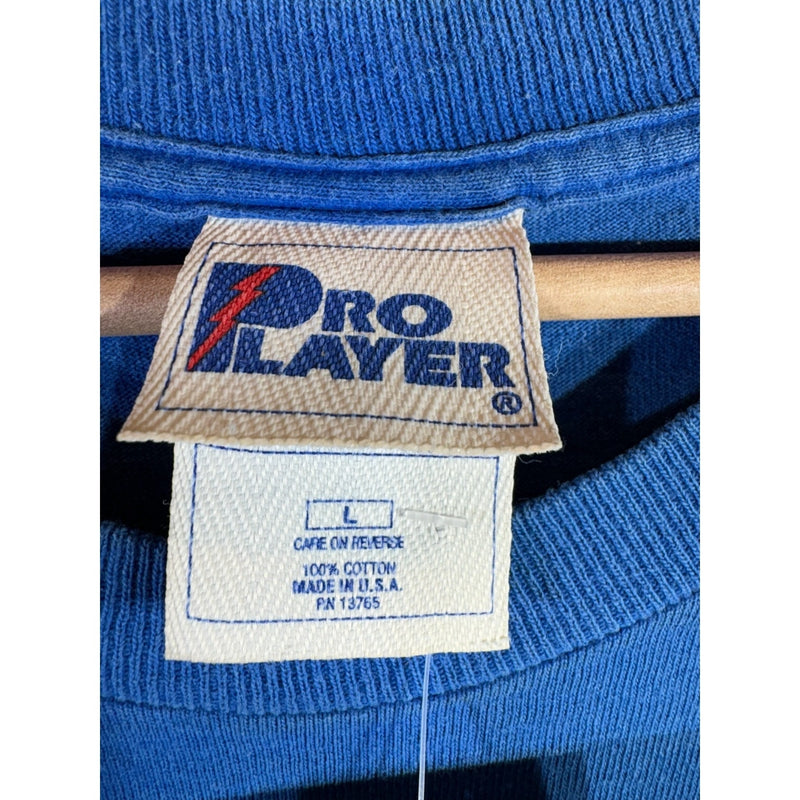 PRO
PLAYER
®
L
CARE ON REVERSE
100% COTTON
MADE IN U.S.A.
RN 13765